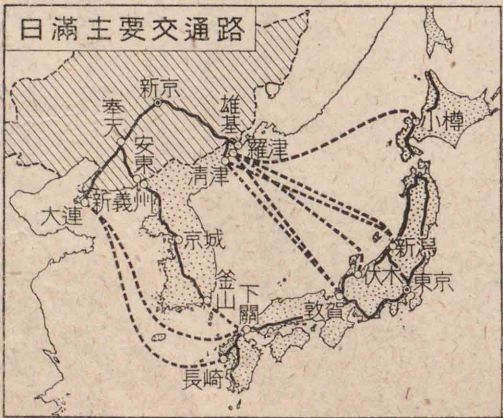 日滿主要交通路
新京
奉天
安東
雄基
羅津
清津
小樽
大連
新義州
京城
釜山
下關
新潟
伏木
東京
敦賀
長崎